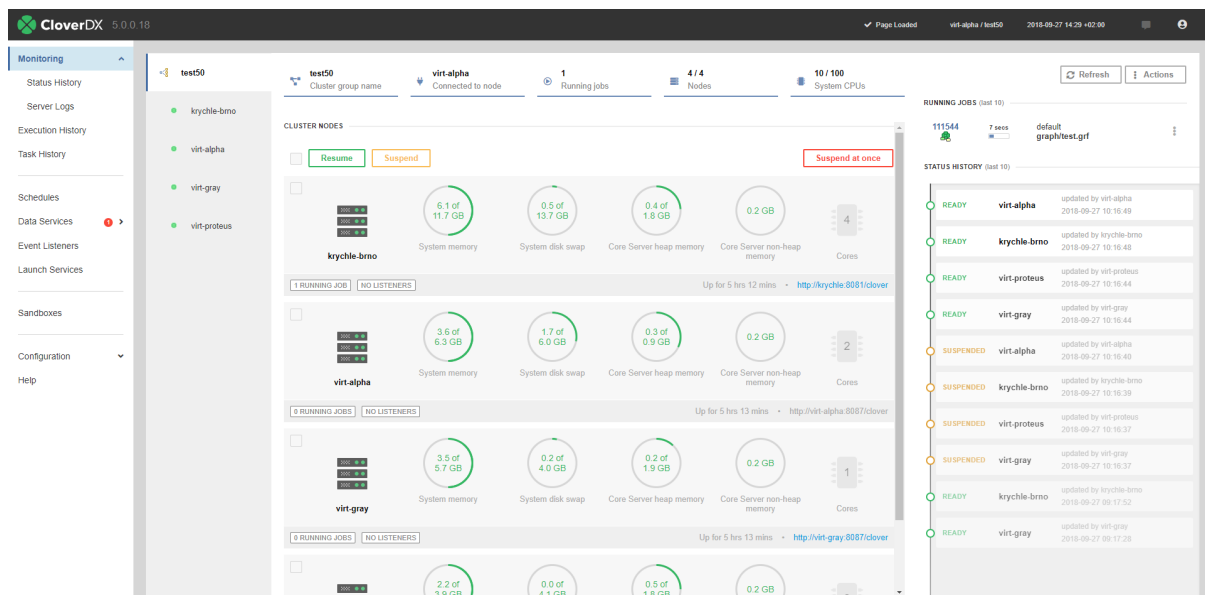 CloverDX 5.0.0.18
Page Loaded
virt-alpha / test50
2018-09-27 14:29 +02:00
Monitoring
Status History
Server Logs
Execution History
Task History
Schedules
Data Services 1
Event Listeners
Launch Services
Sandboxes
Configuration
Help
test50
krychle-brno
virt-alpha
virt-gray
virt-proteus
test50
Cluster group name
virt-alpha
Connected to node
1
Running jobs
4 / 4
Nodes
10 / 100
System CPUs
CLUSTER NODES
Resume
Suspend
Suspend at once
krychle-brno
6.1 of
11.7 GB
System memory
0.5 of
13.7 GB
System disk swap
0.4 of
1.8 GB
Core Server heap memory
0.2 GB
Core Server non-heap
memory
4
Cores
1 RUNNING JOB
NO LISTENERS
Up for 5 hrs 12 mins • http://krychle:8081/clover
virt-alpha
3.6 of
6.3 GB
System memory
1.7 of
6.0 GB
System disk swap
0.3 of
0.9 GB
Core Server heap memory
0.2 GB
Core Server non-heap
memory
2
Cores
0 RUNNING JOBS
NO LISTENERS
Up for 5 hrs 13 mins • http://virt-alpha:8087/clover
virt-gray
3.5 of
5.7 GB
System memory
0.2 of
4.0 GB
System disk swap
0.2 of
1.9 GB
Core Server heap memory
0.2 GB
Core Server non-heap
memory
1
Cores
0 RUNNING JOBS
NO LISTENERS
Up for 5 hrs 13 mins • http://virt-gray:8087/clover
2.2 of
3.9 GB
0.0 of
4.1 GB
0.5 of
1.8 GB
0.2 GB
Refresh
Actions
RUNNING JOBS (last 10)
111544
7 secs
default
graph/test.grf
STATUS HISTORY (last 10)
READY virt-alpha
updated by virt-alpha
2018-09-27 10:16:49
READY krychle-brno
updated by krychle-brno
2018-09-27 10:16:48
READY virt-proteus
updated by virt-proteus
2018-09-27 10:16:44
READY virt-gray
updated by virt-gray
2018-09-27 10:16:44
SUSPENDED virt-alpha
updated by virt-alpha
2018-09-27 10:16:40
SUSPENDED krychle-brno
updated by krychle-brno
2018-09-27 10:16:39
SUSPENDED virt-proteus
updated by virt-proteus
2018-09-27 10:16:37
SUSPENDED virt-gray
updated by virt-gray
2018-09-27 10:16:37
READY krychle-brno
updated by krychle-brno
2018-09-27 09:17:52
READY virt-gray
updated by virt-gray
2018-09-27 09:17:28